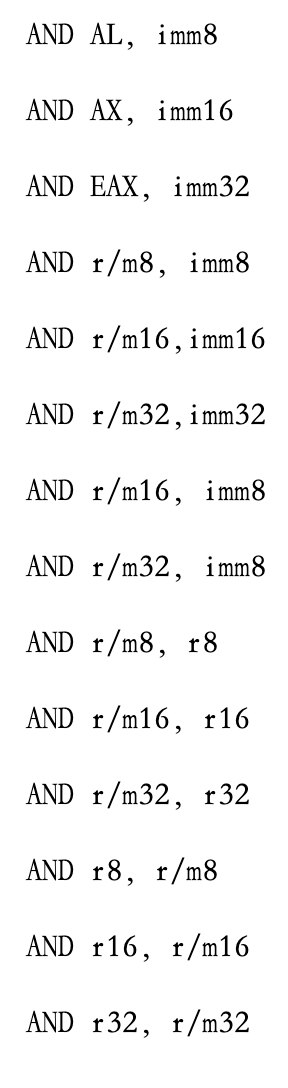 AND AL, imm8
AND AX, imm16
AND EAX, imm32
AND r/m8, imm8
AND r/m16,imm16
AND r/m32,imm32
AND r/m16, imm8
AND r/m32, imm8
AND r/m8, r8
AND r/m16, r16
AND r/m32, r32
AND r8, r/m8
AND r16, r/m16
AND r32, r/m32